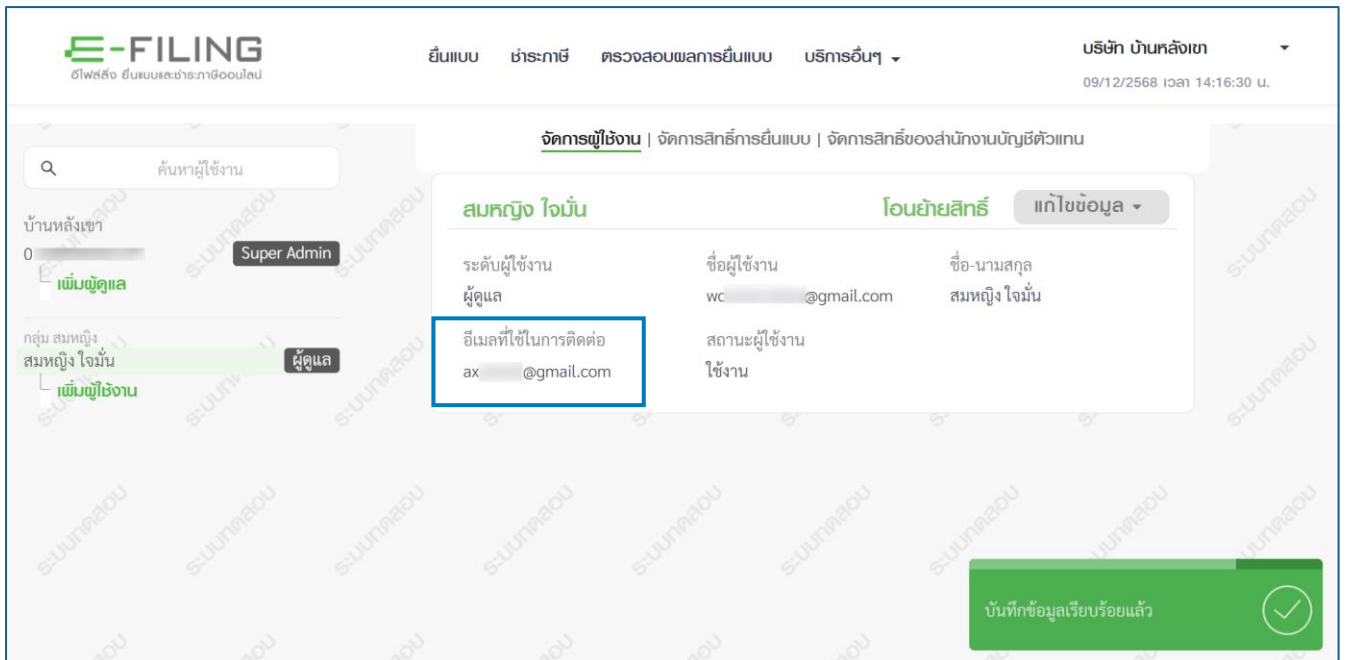 E-FILING
อีไฟล์ลิ่ง ยื่นแบบและชำระภาษีออนไลน์
ยื่นแบบ ชำระภาษี ตรวจสอบผลการยื่นแบบ บริการอื่นๆ
บริษัท บ้านหลังเขา
09/12/2568 เวลา 14:16:30 น.
จัดการผู้ใช้งาน | จัดการสิทธิ์การยื่นแบบ | จัดการสิทธิ์ของสำนักงานบัญชีตัวแทน
ค้นหาผู้ใช้งาน
บ้านหลังเขา
0
Super Admin
เพิ่มผู้ดูแล
กลุ่ม สมหญิง
สมหญิง ใจมั่น
ผู้ดูแล
เพิ่มผู้ใช้งาน
สมหญิง ใจมั่น โอนย้ายสิทธิ์ แก้ไขข้อมูล
ระดับผู้ใช้งาน ชื่อผู้ใช้งาน ชื่อ-นามสกุล
ผู้ดูแล wc @gmail.com สมหญิง ใจมั่น
อีเมลที่ใช้ในการติดต่อ สถานะผู้ใช้งาน
ax @gmail.com ใช้งาน
บันทึกข้อมูลเรียบร้อยแล้ว
ระบบทดสอบ